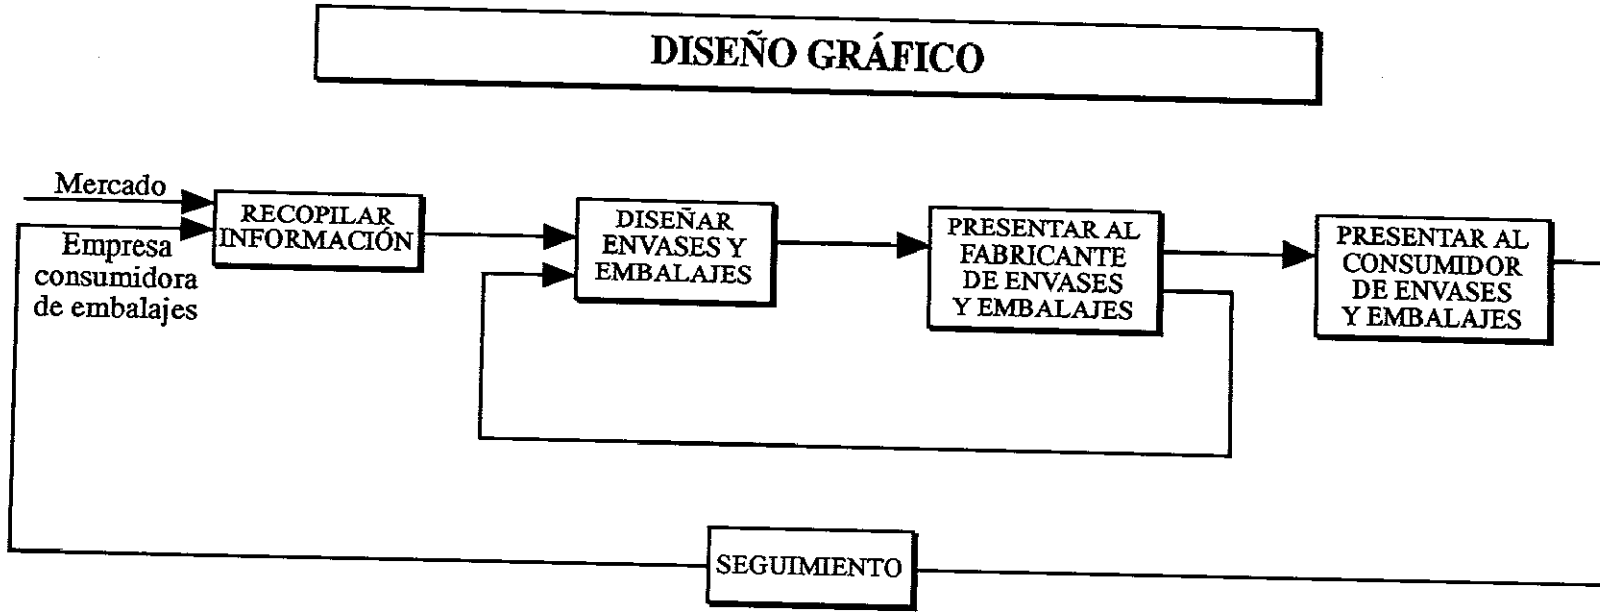 DISEÑO GRÁFICO
Mercado
Empresa
consumidora
de embalajes
RECOPILAR
INFORMACIÓN
DISEÑAR
ENVASES Y
EMBALAJES
PRESENTAR AL
FABRICANTE
DE ENVASES
Y EMBALAJES
PRESENTAR AL
CONSUMIDOR
DE ENVASES
Y EMBALAJES
SEGUIMIENTO